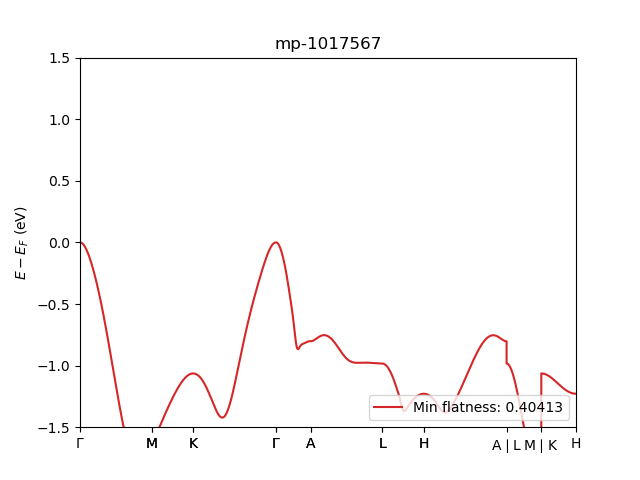 mp-1017567
E − E_F (eV)
1.5
1.0
0.5
0.0
−0.5
−1.0
−1.5
Min flatness: 0.40413
Γ M K Γ A L H A | L M | K H